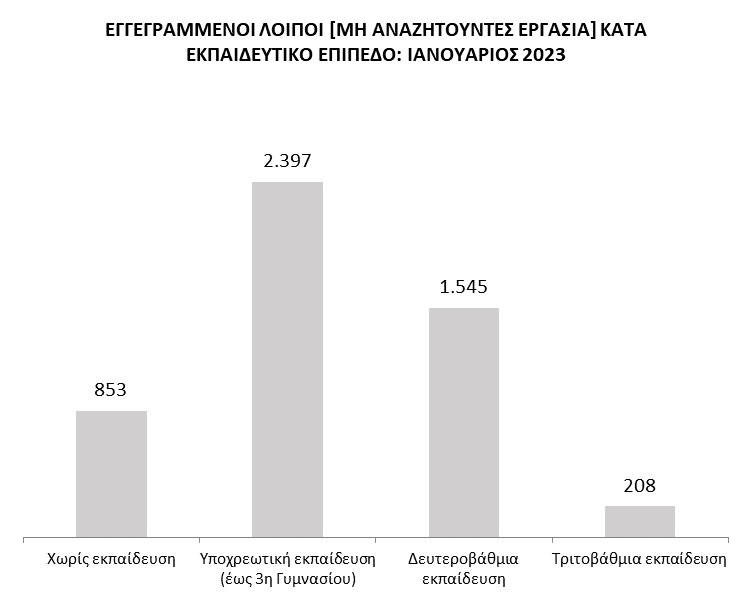 ΕΓΓΕΓΡΑΜΜΕΝΟΙ ΛΟΙΠΟΙ [ΜΗ ΑΝΑΖΗΤΟΥΝΤΕΣ ΕΡΓΑΣΙΑ] ΚΑΤΑ
ΕΚΠΑΙΔΕΥΤΙΚΟ ΕΠΙΠΕΔΟ: ΙΑΝΟΥΑΡΙΟΣ 2023
2.397
1.545
853
208
Χωρίς εκπαίδευση
Υποχρεωτική εκπαίδευση
(έως 3η Γυμνασίου)
Δευτεροβάθμια
εκπαίδευση
Τριτοβάθμια εκπαίδευση